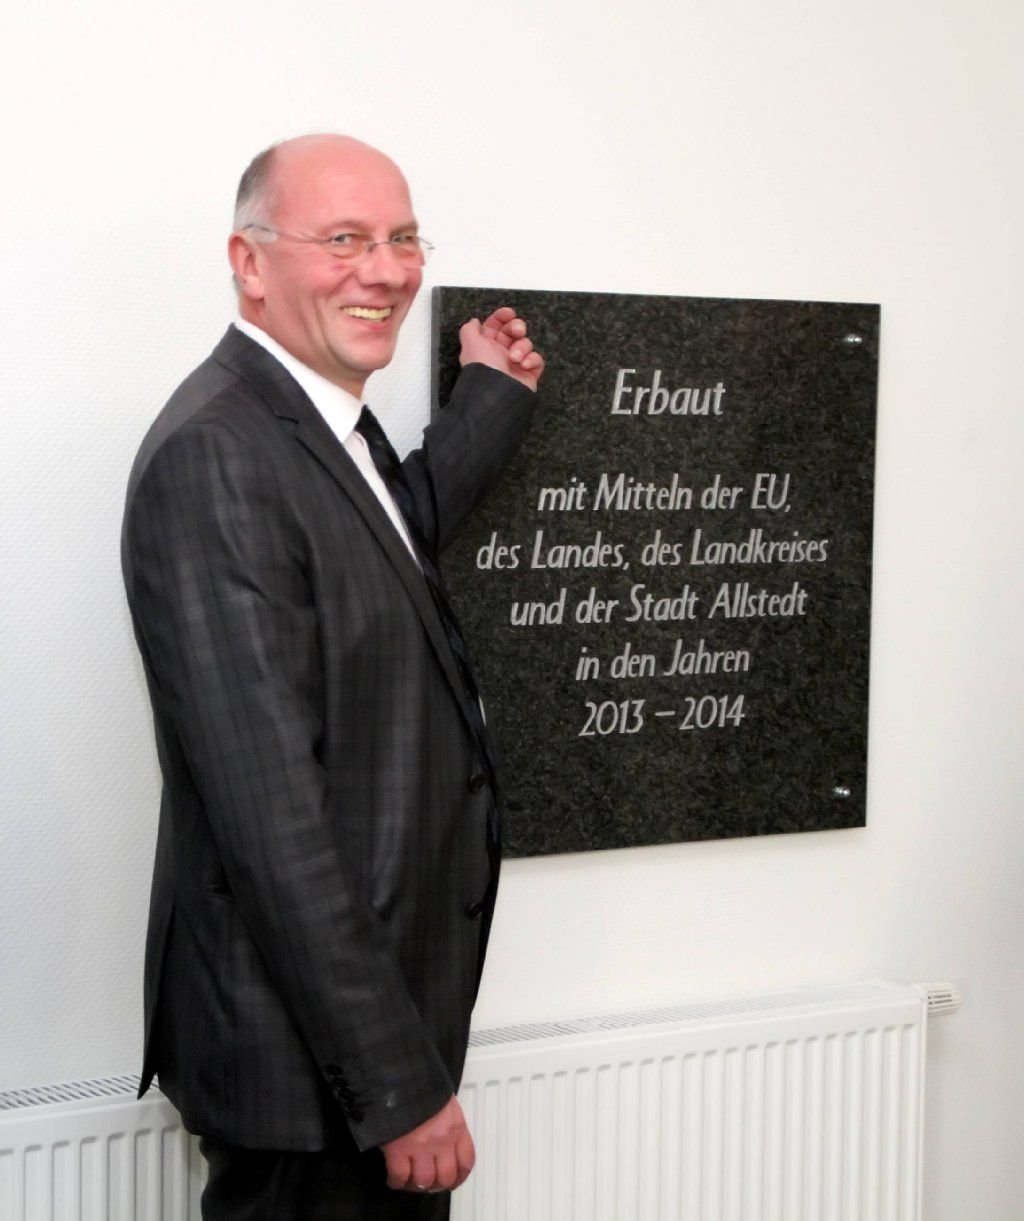 Erbaut
mit Mitteln der EU,
des Landes, des Landkreises
und der Stadt Allstedt
in den Jahren
2013 – 2014